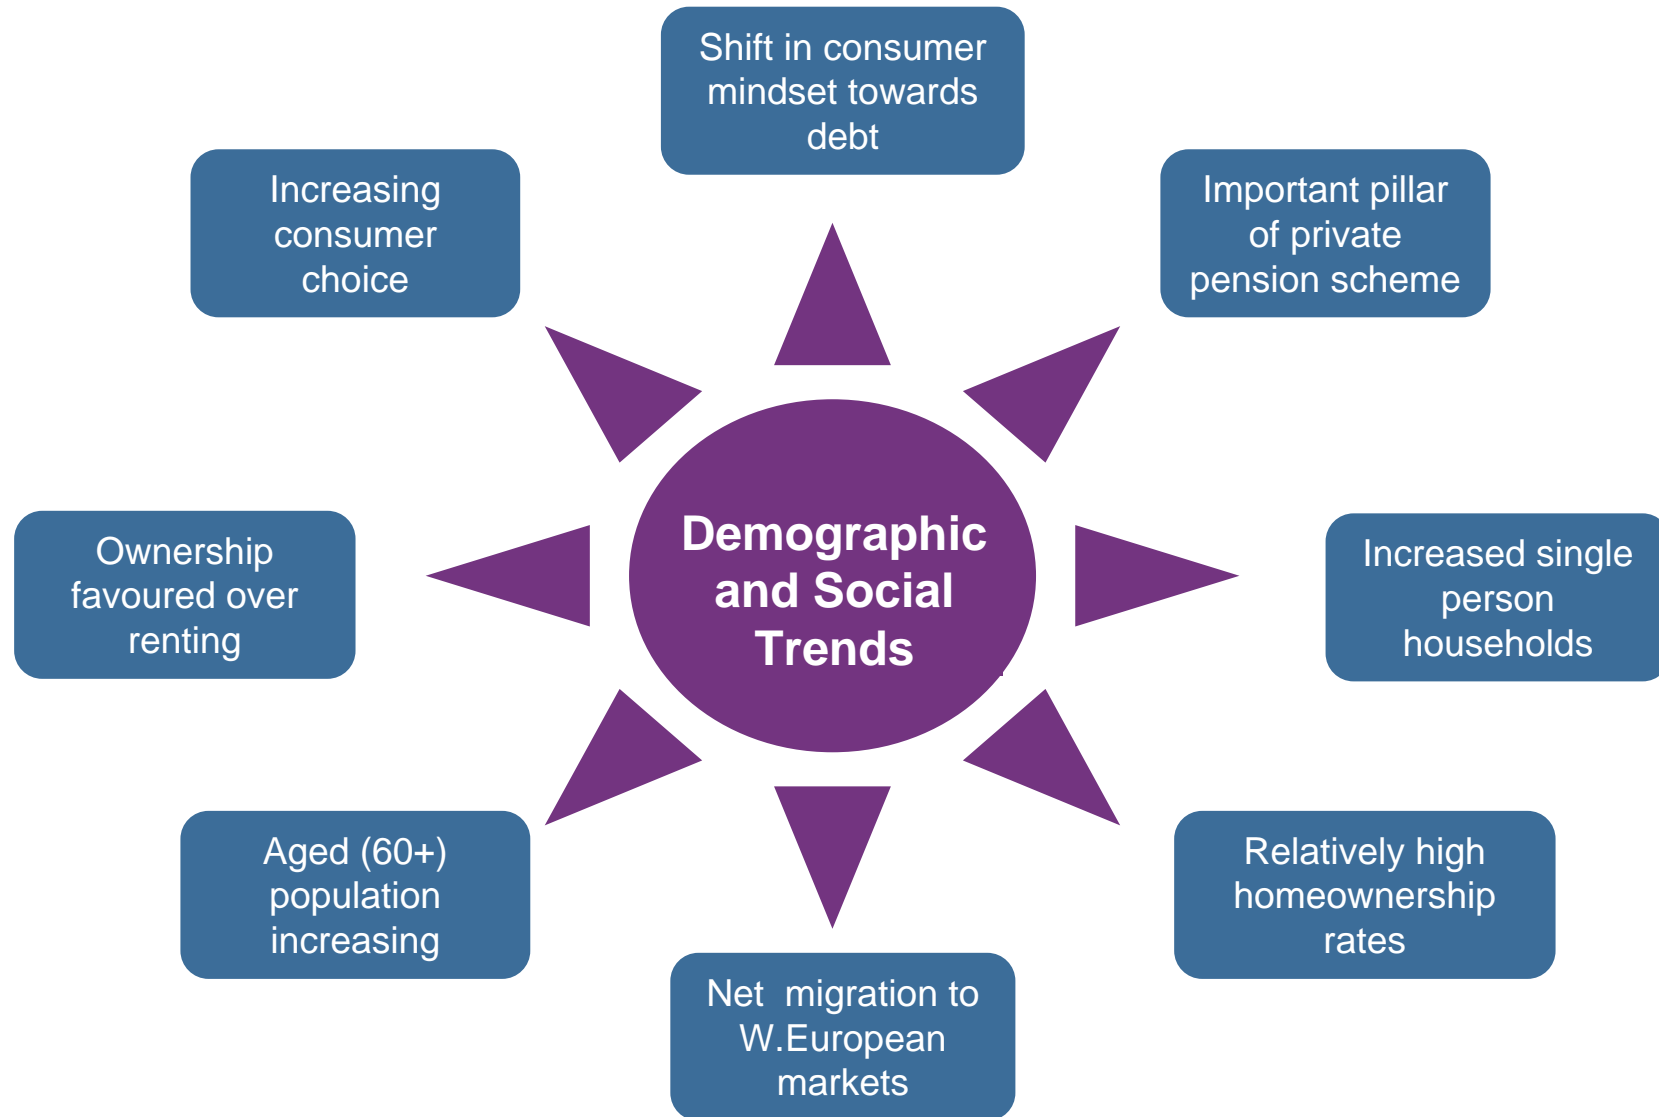 Shift in consumer
mindset towards
debt
Increasing
consumer
choice
Important pillar
of private
pension scheme
Ownership
favoured over
renting
Demographic
and Social
Trends
Increased single
person
households
Aged (60+)
population
increasing
Relatively high
homeownership
rates
Net  migration to
W.European
markets